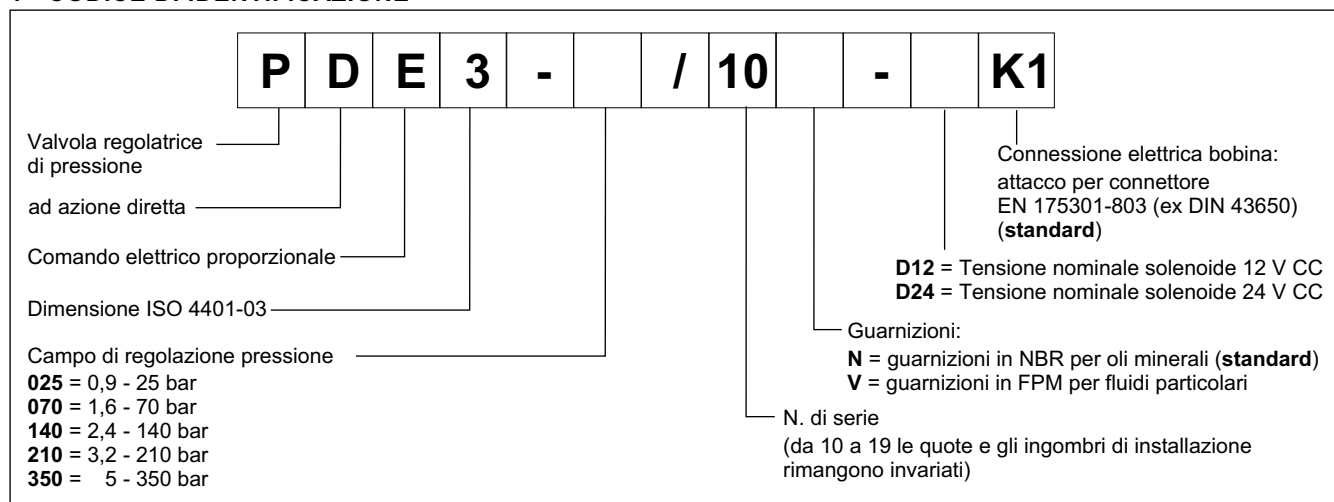 P D E 3 - / 10 - K1
Valvola regolatrice
di pressione
ad azione diretta
Comando elettrico proporzionale
Dimensione ISO 4401-03
Campo di regolazione pressione
025 = 0,9 - 25 bar
070 = 1,6 - 70 bar
140 = 2,4 - 140 bar
210 = 3,2 - 210 bar
350 = 5 - 350 bar
Connessione elettrica bobina:
attacco per connettore
EN 175301-803 (ex DIN 43650)
(standard)
D12 = Tensione nominale solenoide 12 V CC
D24 = Tensione nominale solenoide 24 V CC
Guarnizioni:
N = guarnizioni in NBR per oli minerali (standard)
V = guarnizioni in FPM per fluidi particolari
N. di serie
(da 10 a 19 le quote e gli ingombri di installazione
rimangono invariati)